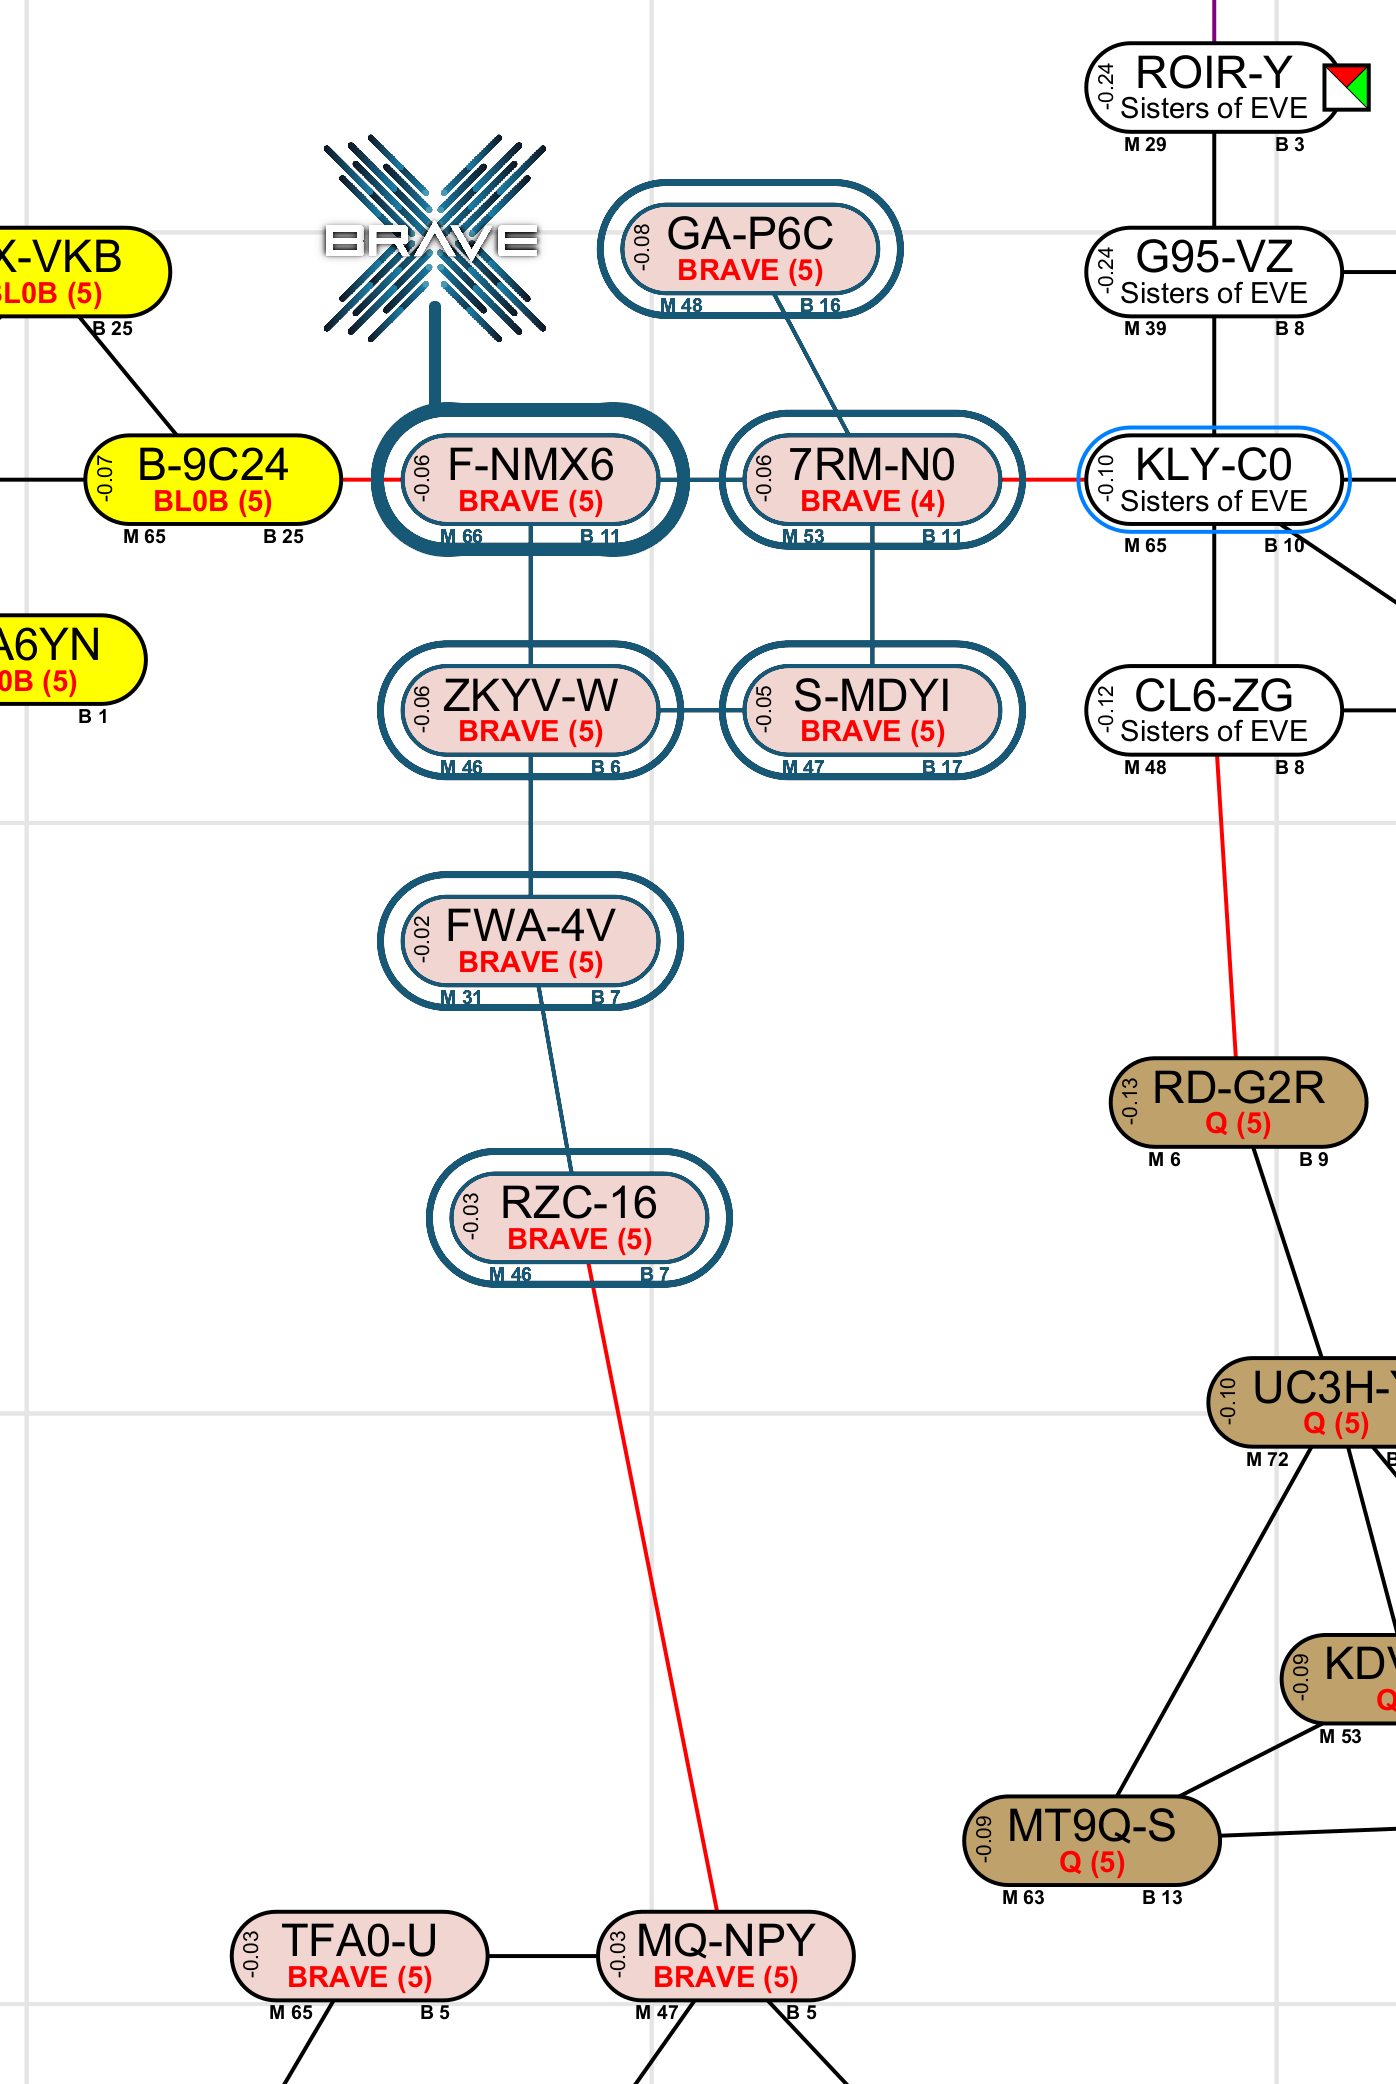 ROIR-Y
-0.24
Sisters of EVE
M 29 B 3
BRAVE
GA-P6C
-0.08
BRAVE (5)
M 48 B 16
X-VKB
BL0B (5)
B 25
G95-VZ
-0.24
Sisters of EVE
M 39 B 8
B-9C24
-0.07
BL0B (5)
M 65 B 25
F-NMX6
-0.06
BRAVE (5)
M 66 B 11
7RM-N0
-0.06
BRAVE (4)
M 53 B 11
KLY-C0
-0.10
Sisters of EVE
M 65 B 10
A6YN
0B (5)
B 1
ZKYV-W
-0.06
BRAVE (5)
M 46 B 6
S-MDYI
-0.05
BRAVE (5)
M 47 B 17
CL6-ZG
-0.12
Sisters of EVE
M 48 B 8
FWA-4V
-0.02
BRAVE (5)
M 31 B 7
RD-G2R
-0.13
Q (5)
M 6 B 9
RZC-16
-0.03
BRAVE (5)
M 46 B 7
UC3H-Y
-0.10
Q (5)
M 72 B
KDV
-0.09
Q
M 53
MT9Q-S
-0.09
Q (5)
M 63 B 13
TFA0-U
-0.03
BRAVE (5)
M 65 B 5
MQ-NPY
-0.03
BRAVE (5)
M 47 B 5